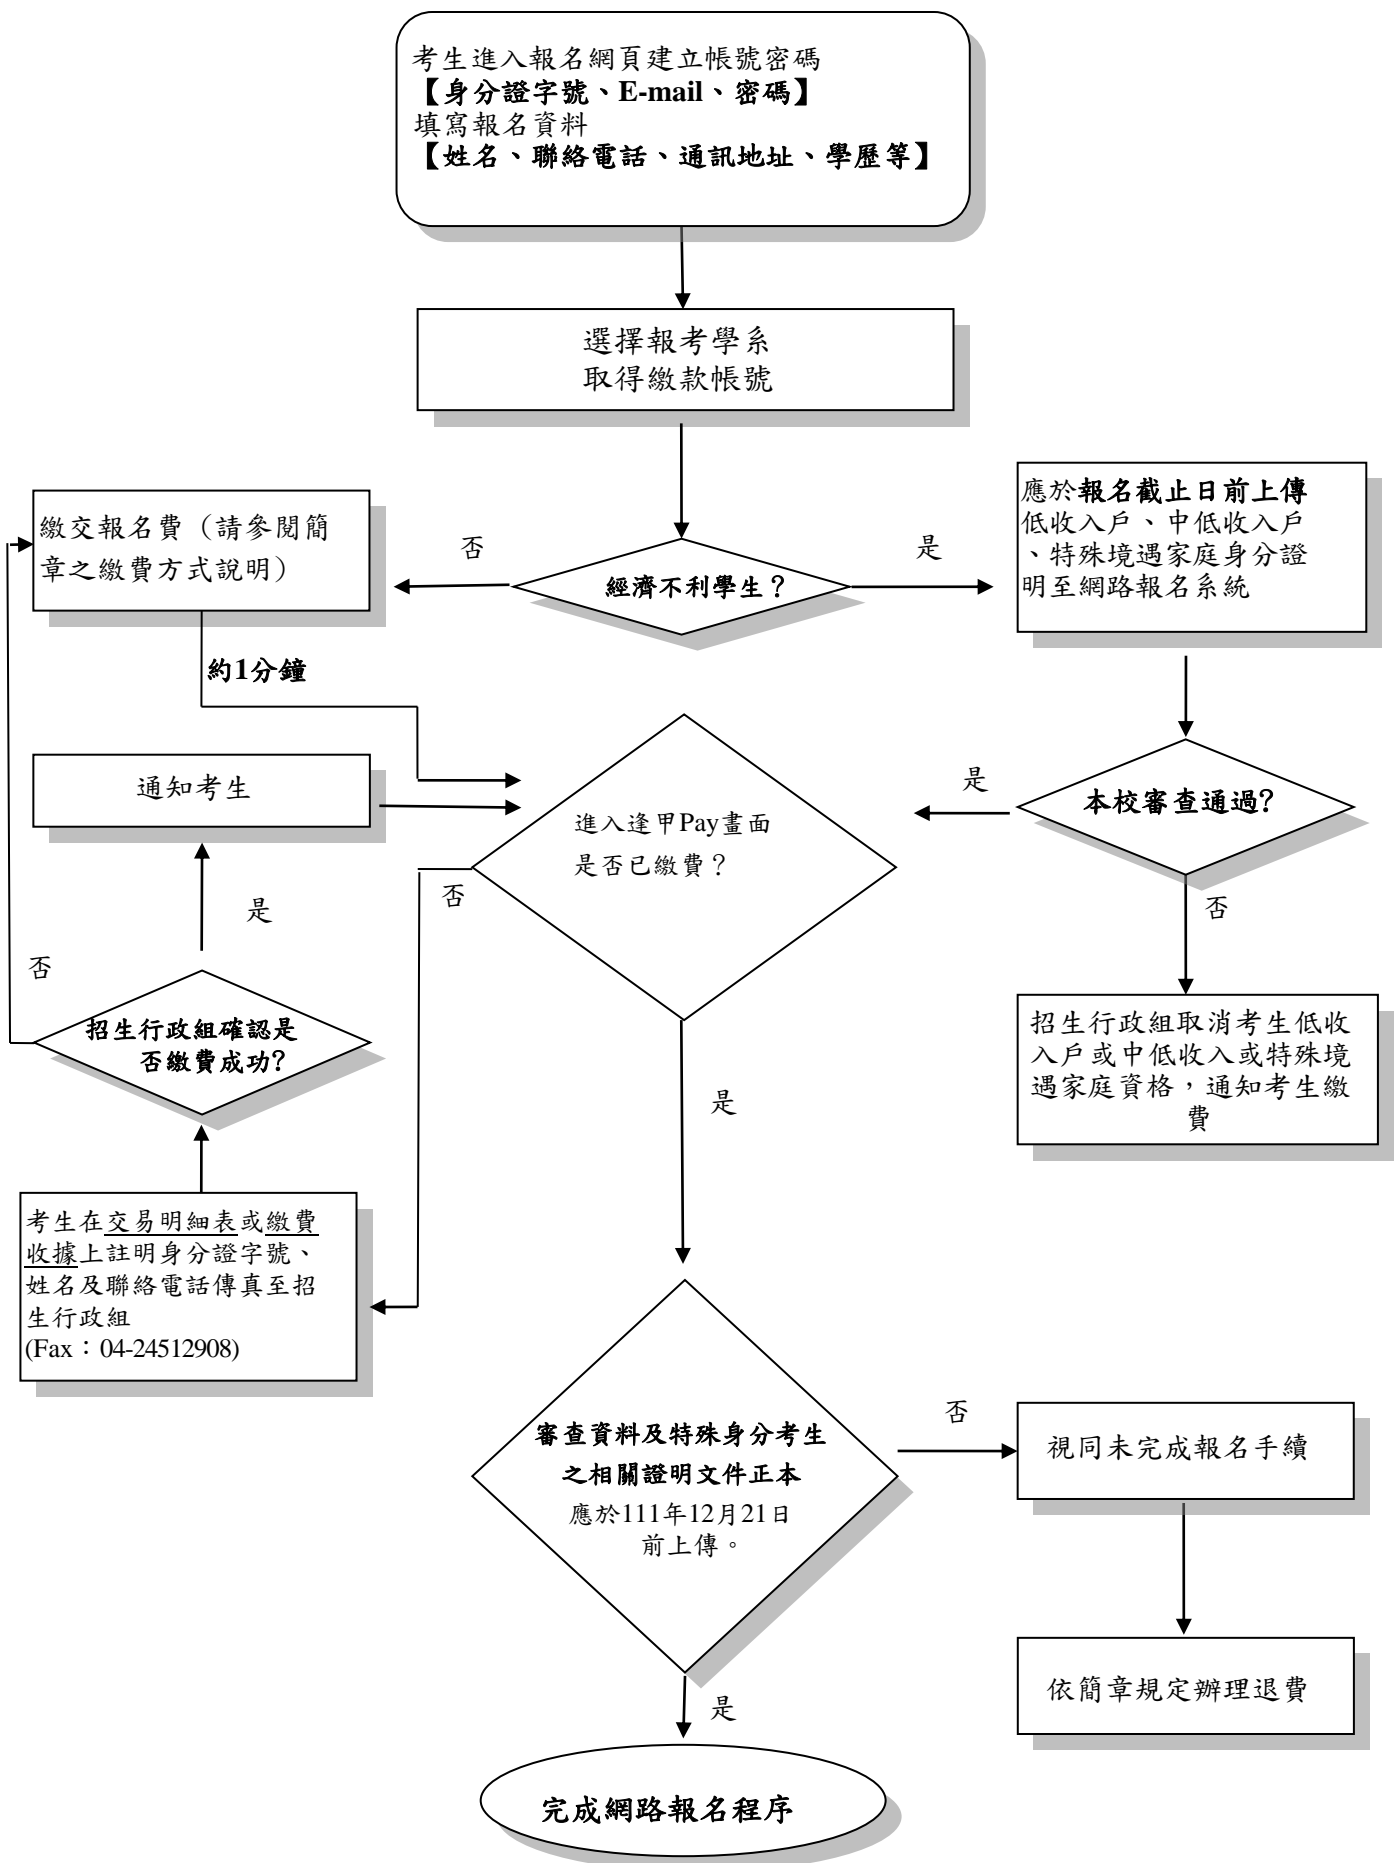 考生進入報名網頁建立帳號密碼
【身分證字號、E-mail、密碼】
填寫報名資料
【姓名、聯絡電話、通訊地址、學歷等】
選擇報考學系
取得繳款帳號
經濟不利學生？
否
是
繳交報名費（請參閱簡
章之繳費方式說明）
應於報名截止日前上傳
低收入戶、中低收入戶
、特殊境遇家庭身分證
明至網路報名系統
約1分鐘
通知考生
進入逢甲Pay畫面
是否已繳費？
是
本校審查通過?
否
是
否
否
招生行政組確認是
否繳費成功?
招生行政組取消考生低收
入戶或中低收入或特殊境
遇家庭資格，通知考生繳
費
是
考生在交易明細表或繳費
收據上註明身分證字號、
姓名及聯絡電話傳真至招
生行政組
(Fax：04-24512908)
審查資料及特殊身分考生
之相關證明文件正本
應於111年12月21日
前上傳。
否
視同未完成報名手續
依簡章規定辦理退費
是
完成網路報名程序